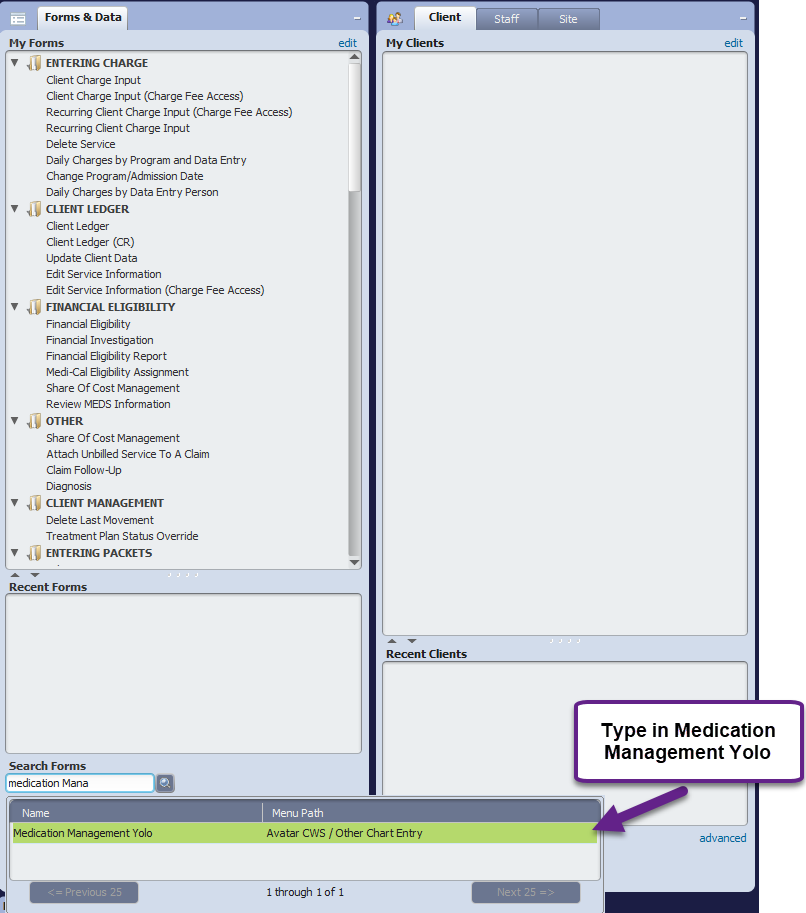 Forms & Data
My Forms
edit
ENTERING CHARGE
Client Charge Input
Client Charge Input (Charge Fee Access)
Recurring Client Charge Input (Charge Fee Access)
Recurring Client Charge Input
Delete Service
Daily Charges by Program and Data Entry
Change Program/Admission Date
Daily Charges by Data Entry Person
CLIENT LEDGER
Client Ledger
Client Ledger (CR)
Update Client Data
Edit Service Information
Edit Service Information (Charge Fee Access)
FINANCIAL ELIGIBILITY
Financial Eligibility
Financial Investigation
Financial Eligibility Report
Medi-Cal Eligibility Assignment
Share Of Cost Management
Review MEDS Information
OTHER
Share Of Cost Management
Attach Unbilled Service To A Claim
Claim Follow-Up
Diagnosis
CLIENT MANAGEMENT
Delete Last Movement
Treatment Plan Status Override
ENTERING PACKETS
Recent Forms
Search Forms
medication Mana
Name Menu Path
Medication Management Yolo Avatar CWS / Other Chart Entry
<= Previous 25 1 through 1 of 1 Next 25 =>
Client Staff Site
My Clients
edit
Recent Clients
Type in Medication
Management Yolo
advanced